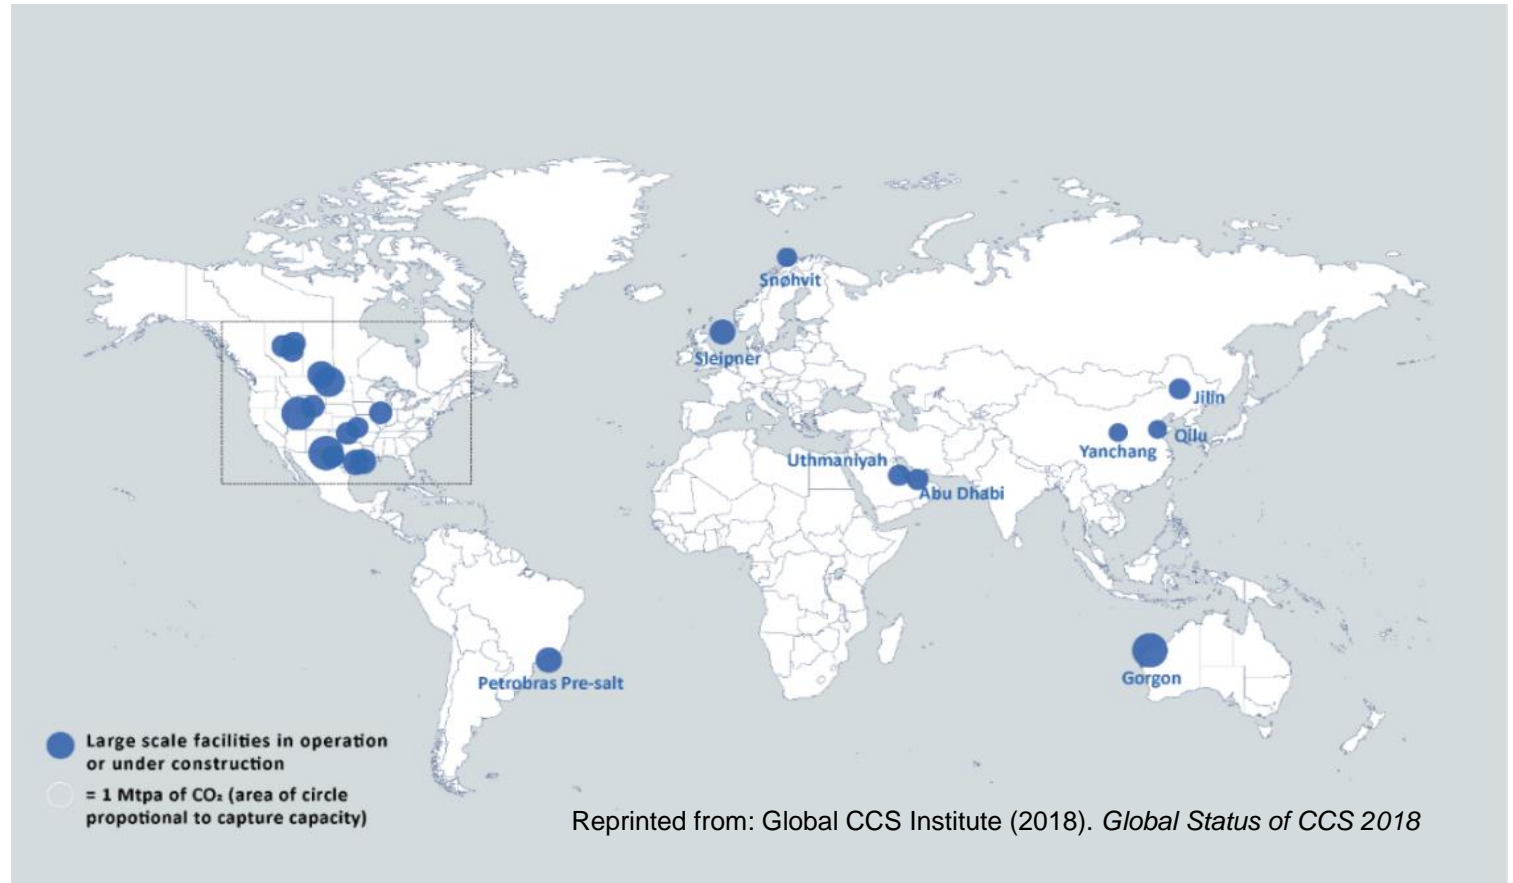 Snøhvit
Sleipner
Jilin
Qilu
Yanchang
Uthmaniyah
Abu Dhabi
Gorgon
Petrobras Pre-salt
Large scale facilities in operation
or under construction
= 1 Mtpa of CO₂ (area of circle
propotional to capture capacity)
Reprinted from: Global CCS Institute (2018). Global Status of CCS 2018